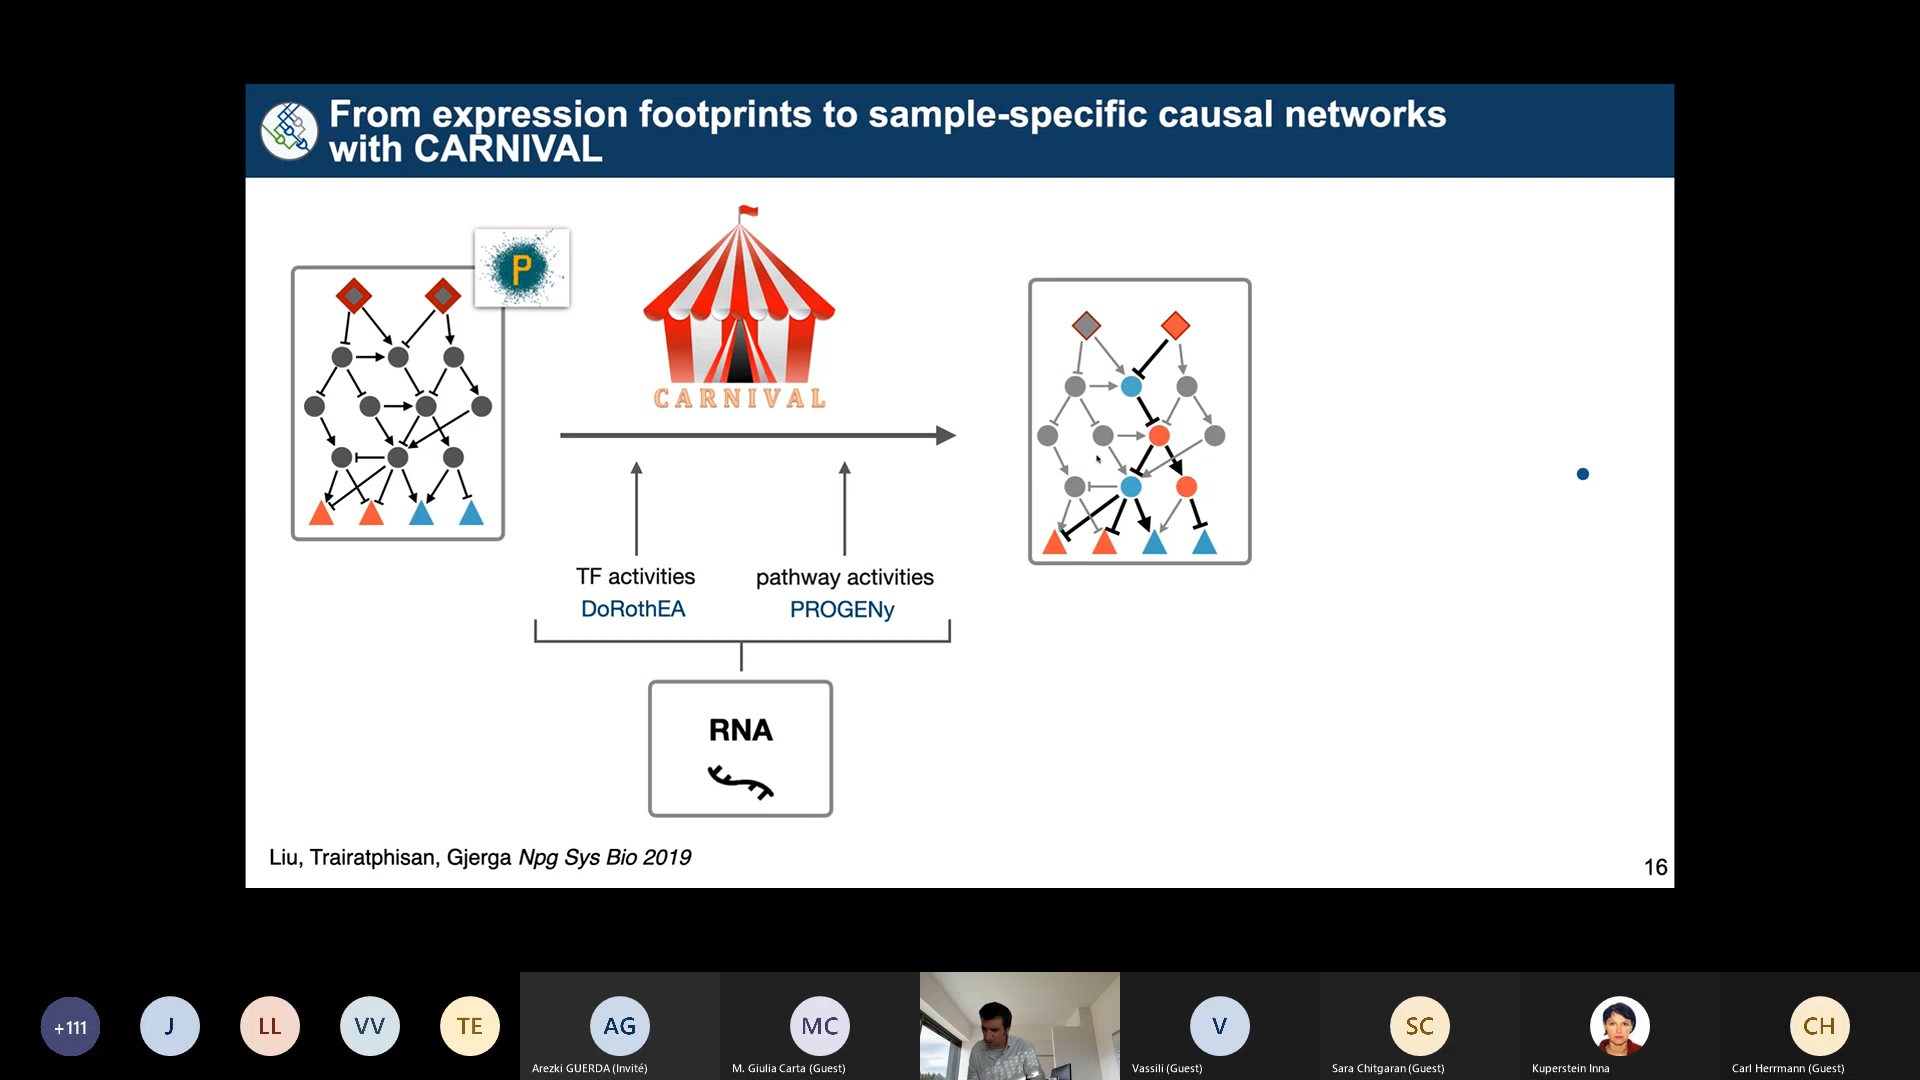 From expression footprints to sample-specific causal networks
with CARNIVAL
P
CARNIVAL
TF activities
DoRothEA
pathway activities
PROGENy
RNA
Liu, Trairatphisan, Gjerga Npg Sys Bio 2019
16
+111
J
LL
VV
TE
AG
Arezki GUERDA (Invité)
MC
M. Giulia Carta (Guest)
V
Vassili (Guest)
SC
Sara Chitgaran (Guest)
Kuperstein Inna
CH
Carl Herrmann (Guest)